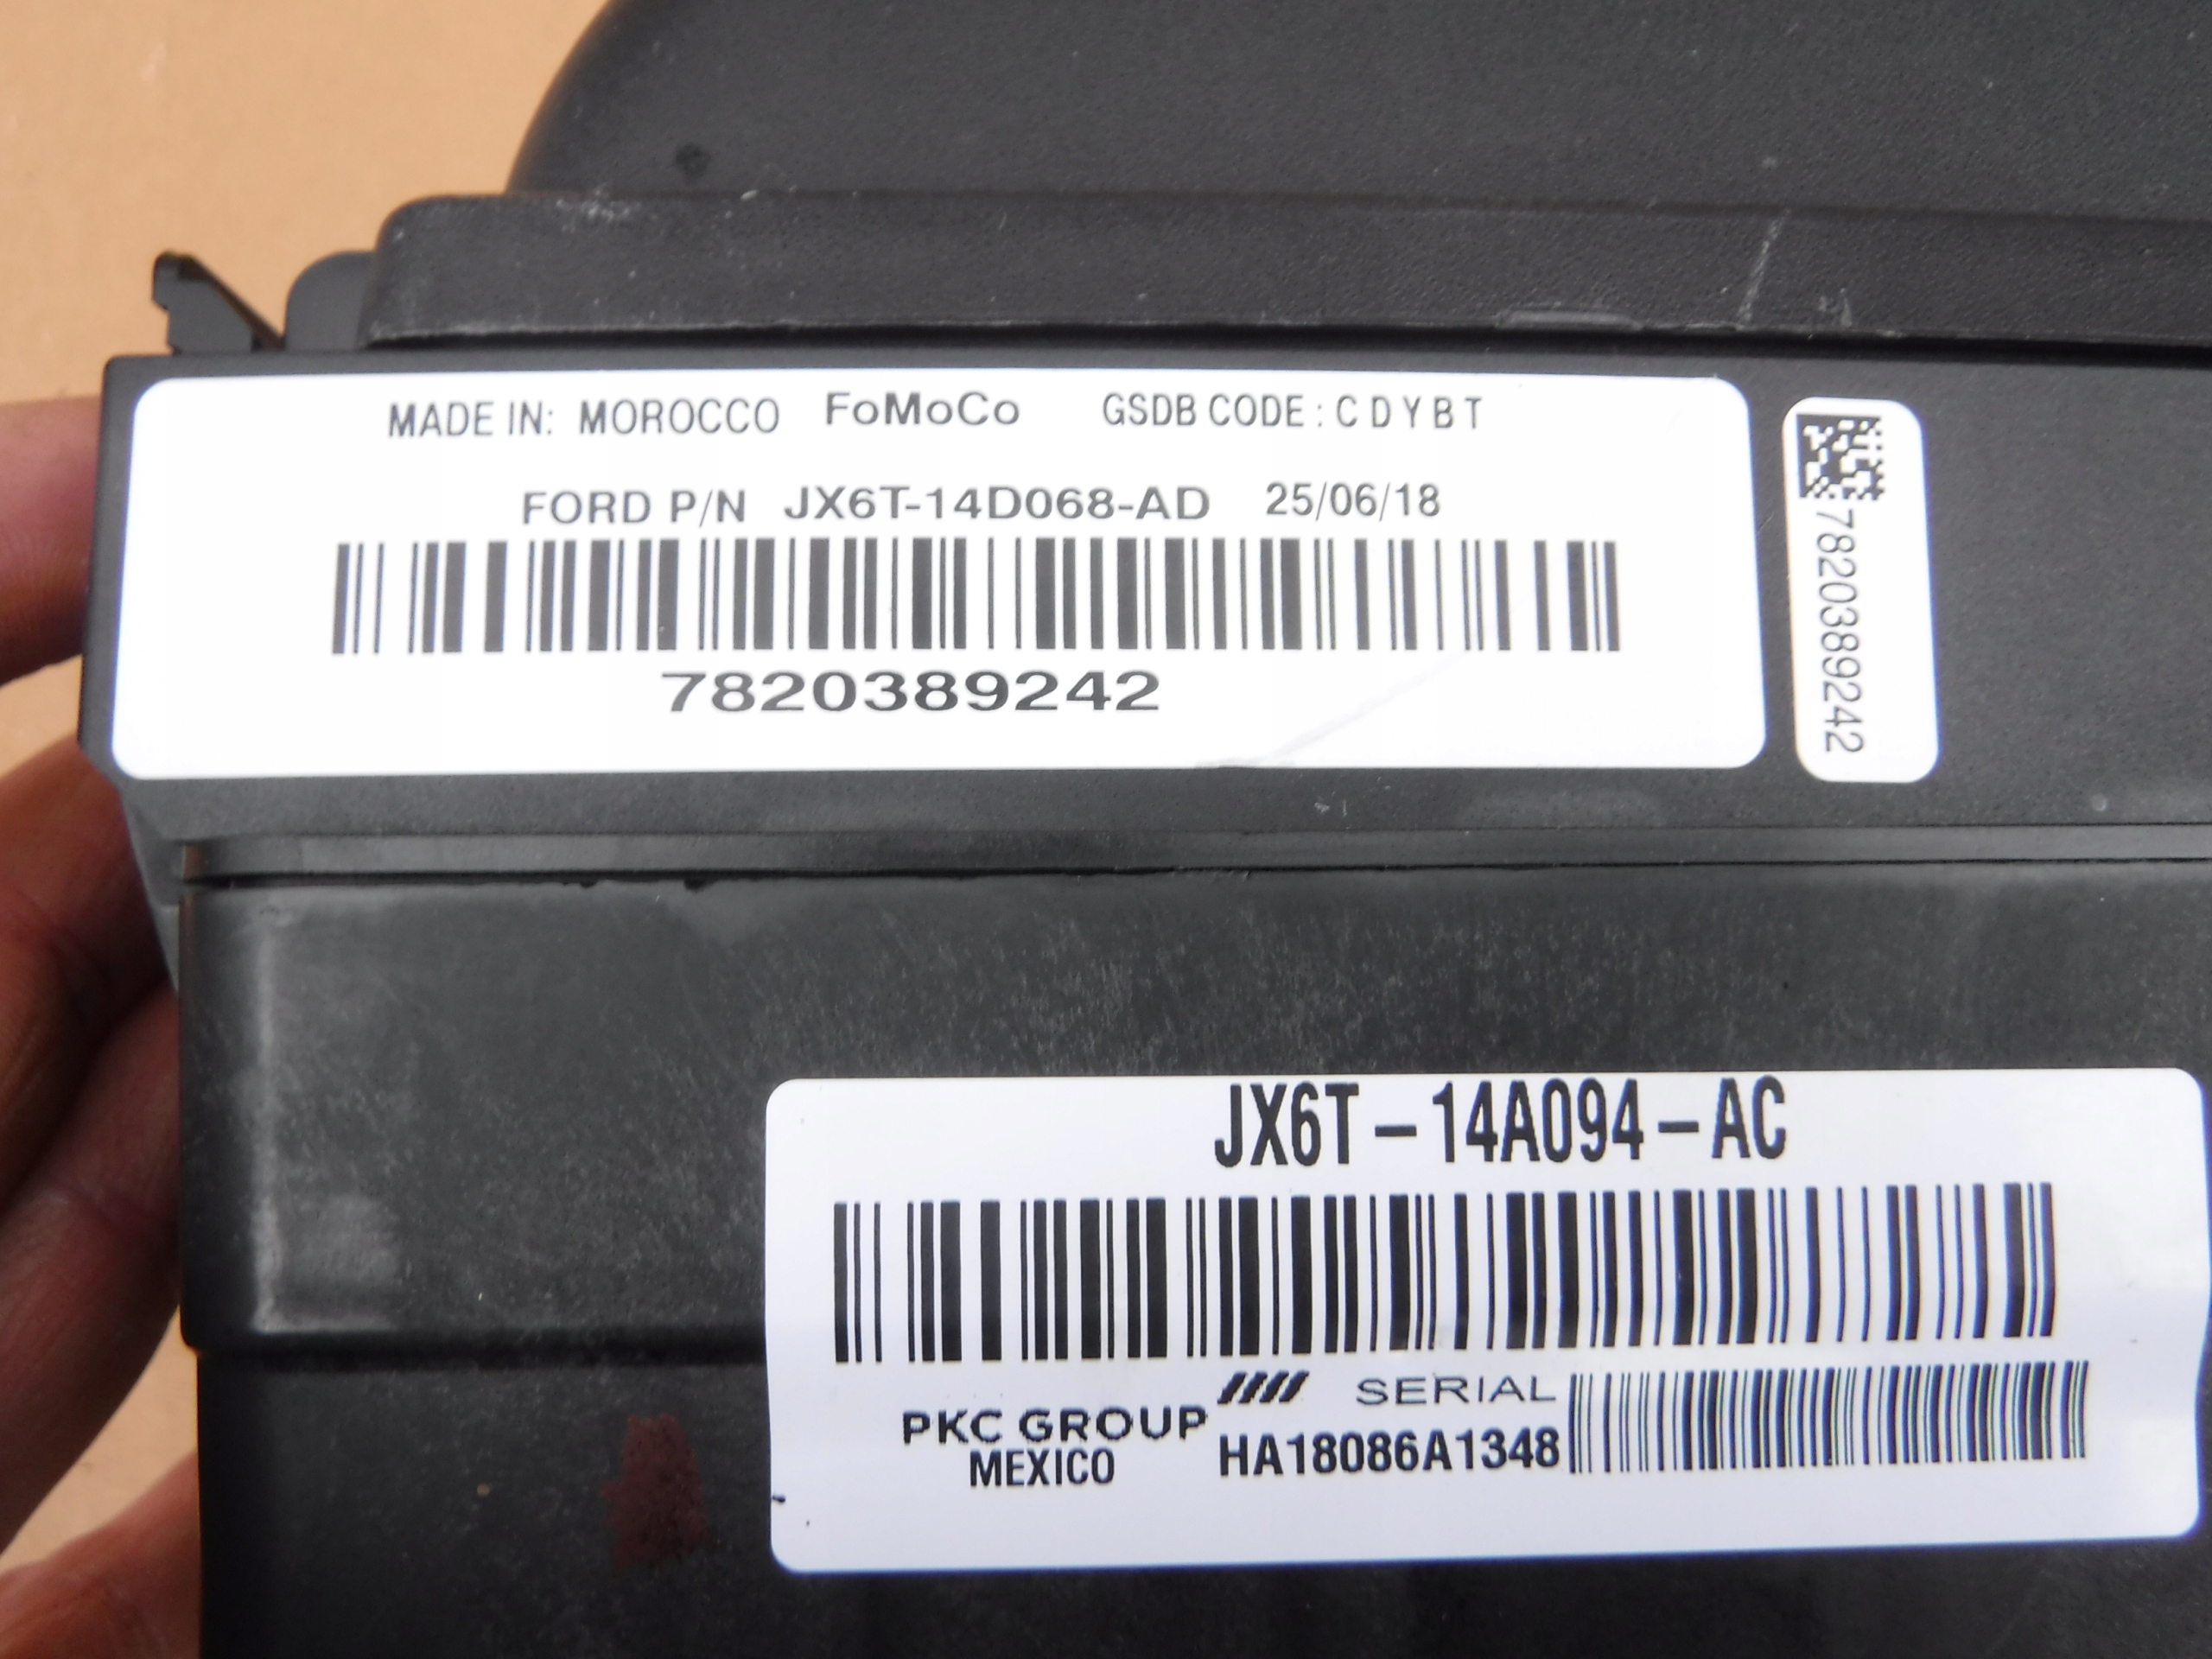 MADE IN: MOROCCO FoMoCo GSDB CODE : C D Y B T
FORD P/N JX6T-14D068-AD 25/06/18
7820389242
7820389242
JX6T-14A094-AC
SERIAL
PKC GROUP
MEXICO
HA18086A1348